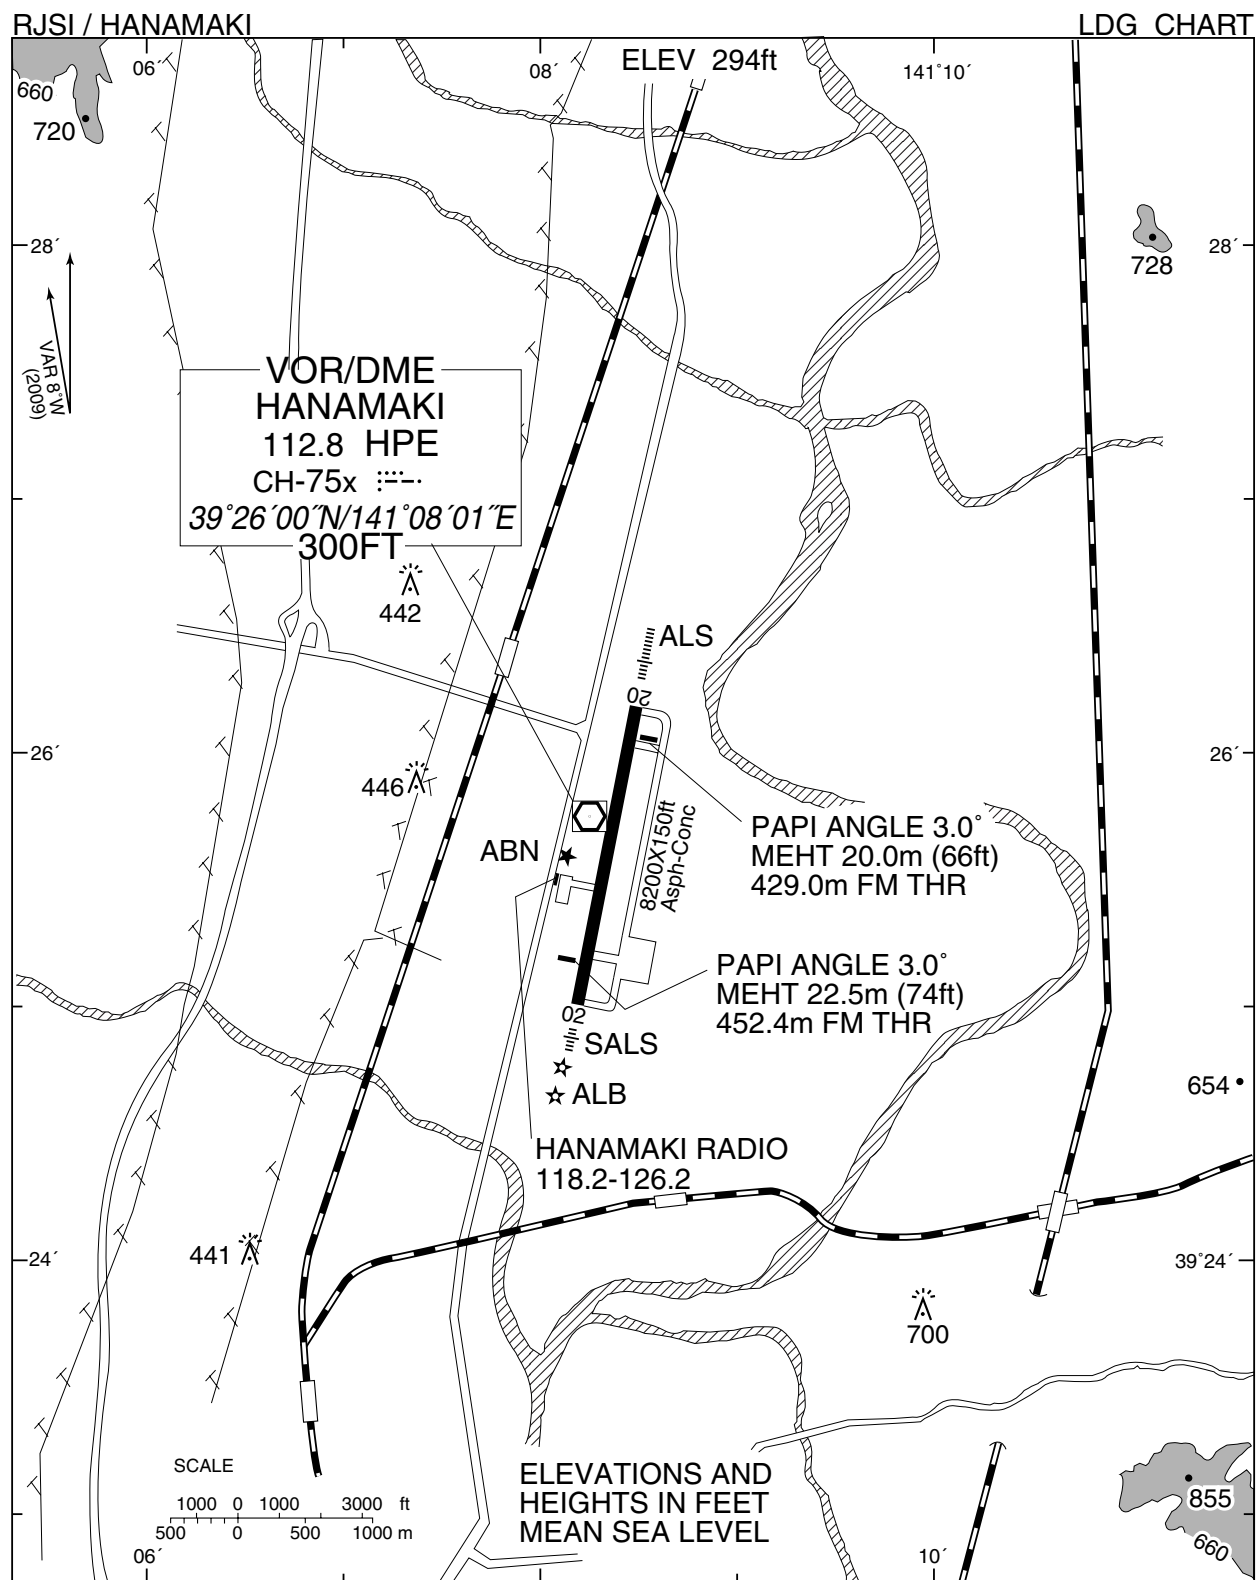 RJSI / HANAMAKI
LDG CHART
06´
08´
ELEV 294ft
141°10´
660
720
28´
28´
728
VAR 8°W
(2009)
VOR/DME
HANAMAKI
112.8 HPE
CH-75x
39°26´00˝N/141°08´01˝E
300FT
442
ALS
20
26´
26´
446
ABN
8200X150ft
Asph-Conc
PAPI ANGLE 3.0°
MEHT 20.0m (66ft)
429.0m FM THR
PAPI ANGLE 3.0°
MEHT 22.5m (74ft)
452.4m FM THR
02
SALS
ALB
654
HANAMAKI RADIO
118.2-126.2
441
24´
39°24´
700
SCALE
1000 0 1000 3000 ft
500 0 500 1000 m
ELEVATIONS AND
HEIGHTS IN FEET
MEAN SEA LEVEL
855
660
06´
10´